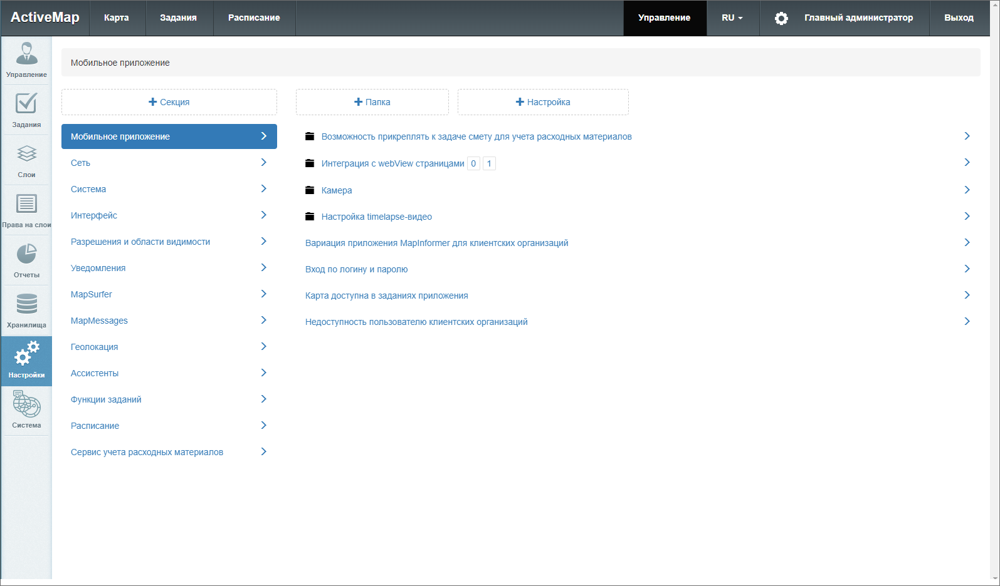 ActiveMap Карта Задания Расписание Управление RU Главный администратор Выход
Управление
Задания
Слои
Права на слои
Отчеты
Хранилища
Настройки
Система
Мобильное приложение
Секция
Папка
Настройка
Мобильное приложение
Сеть
Система
Интерфейс
Разрешения и области видимости
Уведомления
MapSurfer
MapMessages
Геолокация
Ассистенты
Функции заданий
Расписание
Сервис учета расходных материалов
Возможность прикреплять к задаче смету для учета расходных материалов
Интеграция с webView страницами 0 1
Камера
Настройка timelapse-видео
Вариация приложения MapInformer для клиентских организаций
Вход по логину и паролю
Карта доступна в заданиях приложения
Недоступность пользователю клиентских организаций